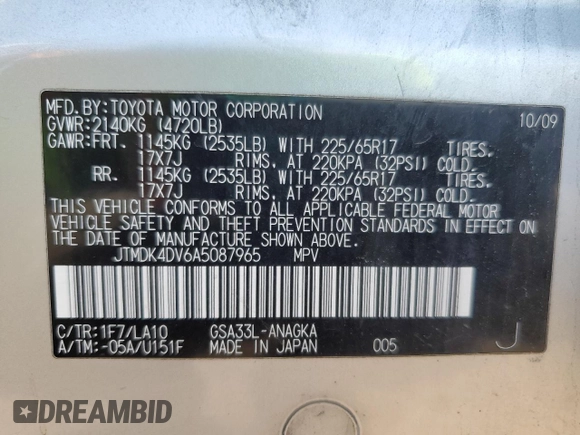 MFD. BY: TOYOTA MOTOR CORPORATION 10/09
GVWR: 2140KG (4720LB)
GAWR: FRT. 1145KG (2535LB) WITH 225/65R17 TIRES.
17X7J RIMS, AT 220KPA (32PSI) COLD.
RR. 1145KG (2535LB) WITH 225/65R17 TIRES.
17X7J RIMS, AT 220KPA (32PSI) COLD.
THIS VEHICLE CONFORMS TO ALL APPLICABLE FEDERAL MOTOR
VEHICLE SAFETY AND THEFT PREVENTION STANDARDS IN EFFECT ON
THE DATE OF MANUFACTURE SHOWN ABOVE.
JTMDK4DV6A5087965 MPV
C/TR: 1F7/LA10 GSA33L-ANAGKA
A/TM: -05A/U151F MADE IN JAPAN 005 J
DREAMBID